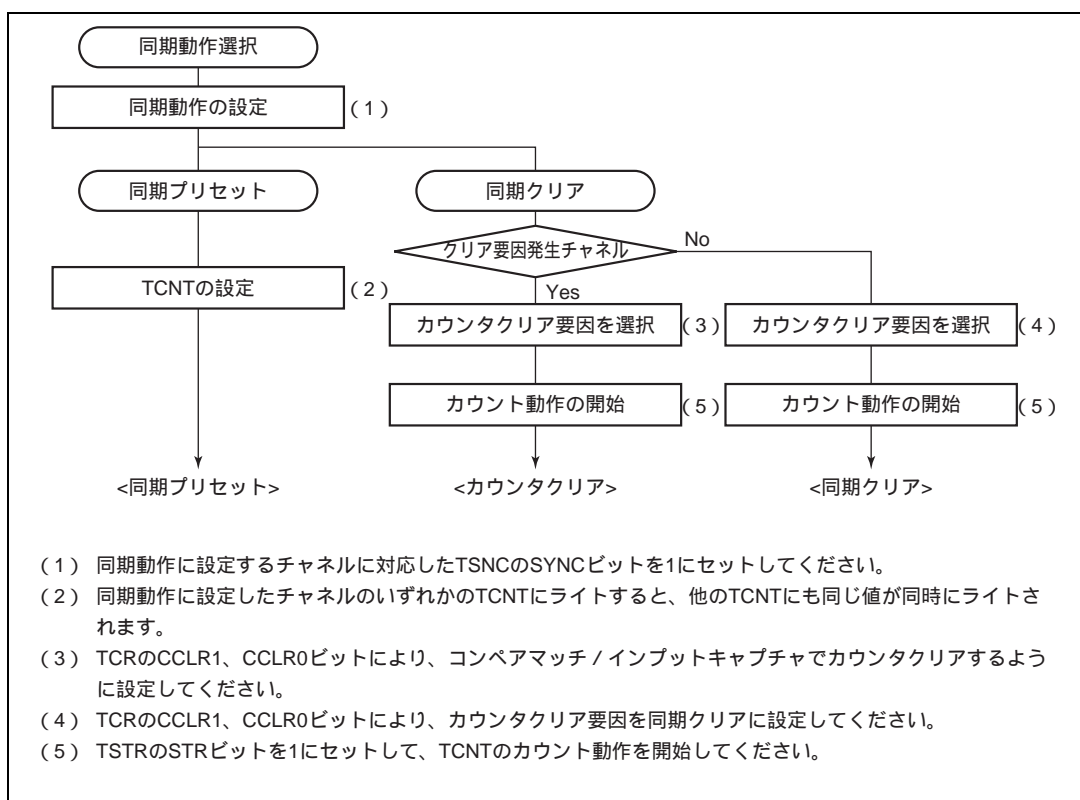 同期動作選択
同期動作の設定 (1)
同期プリセット 同期クリア
クリア要因発生チャネル No
TCNTの設定 (2) Yes
カウンタクリア要因を選択 (3) カウンタクリア要因を選択 (4)
カウント動作の開始 (5) カウント動作の開始 (5)
<同期プリセット> <カウンタクリア> <同期クリア>
(1) 同期動作に設定するチャネルに対応したTSNCのSYNCビットを1にセットしてください。
(2) 同期動作に設定したチャネルのいずれかのTCNTにライトすると、他のTCNTにも同じ値が同時にライトさ
れます。
(3) TCRのCCLR1、CCLR0ビットにより、コンペアマッチ / インプットキャプチャでカウンタクリアするよう
に設定してください。
(4) TCRのCCLR1、CCLR0ビットにより、カウンタクリア要因を同期クリアに設定してください。
(5) TSTRのSTRビットを1にセットして、TCNTのカウント動作を開始してください。